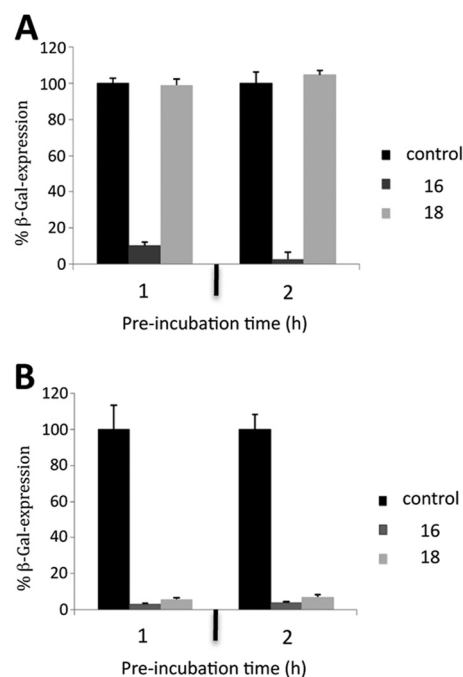 A
120
100
80
60
40
20
0
% β-Gal-expression
control
16
18
1 2
Pre-incubation time (h)
B
120
100
80
60
40
20
0
% β-Gal-expression
control
16
18
1 2
Pre-incubation time (h)